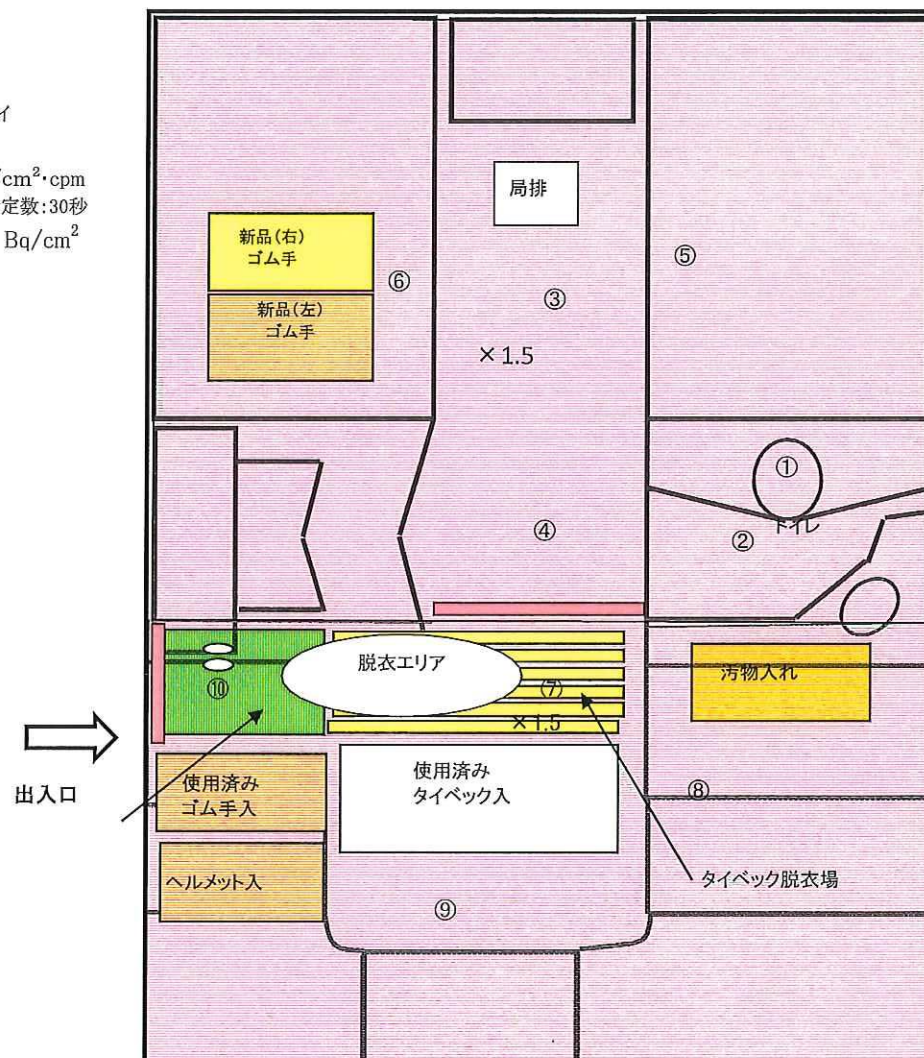 イ
/cm²・cpm
定数:30秒
Bq/cm²
局排
新品(右)
ゴム手
新品(左)
ゴム手
⑥
③
⑤
×1.5
①
トイレ
②
④
脱衣エリア
⑦
×1.5
⑩
汚物入れ
出入口
使用済み
ゴム手入
使用済み
タイベック入
⑧
ヘルメット入
タイベック脱衣場
⑨